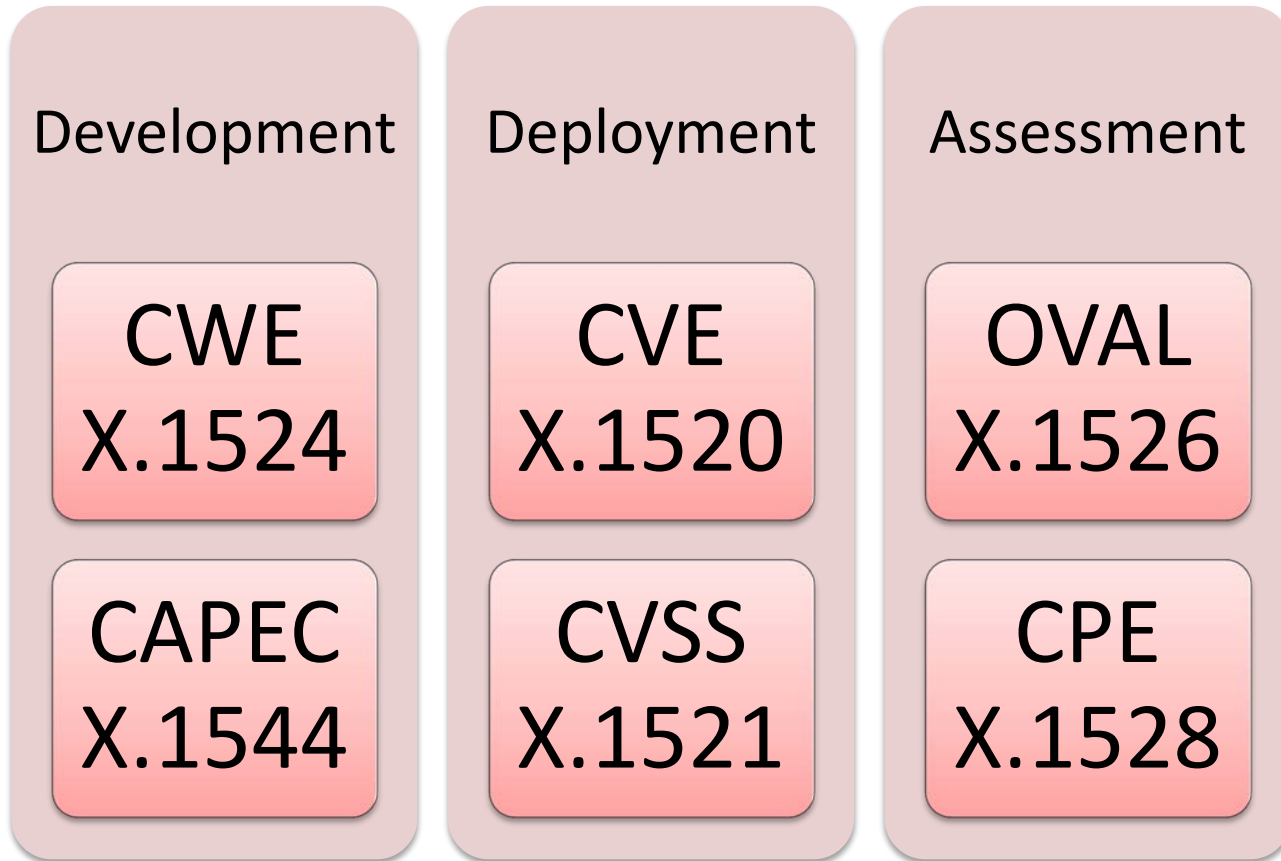 Development
CWE
X.1524
CAPEC
X.1544
Deployment
CVE
X.1520
CVSS
X.1521
Assessment
OVAL
X.1526
CPE
X.1528